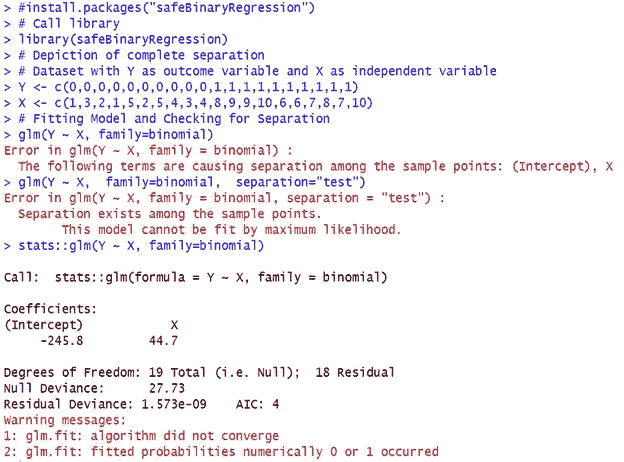 > #install.packages("safeBinaryRegression")
> # Call library
> library(safeBinaryRegression)
> # Depiction of complete separation
> # Dataset with Y as outcome variable and X as independent variable
> Y <- c(0,0,0,0,0,0,0,0,0,0,1,1,1,1,1,1,1,1,1,1)
> X <- c(1,3,2,1,5,2,5,4,3,4,8,9,9,10,6,6,7,8,7,10)
> # Fitting Model and Checking for Separation
> glm(Y ~ X, family=binomial)
Error in glm(Y ~ X, family = binomial) :
The following terms are causing separation among the sample points: (Intercept), X
> glm(Y ~ X,  family=binomial,  separation="test")
Error in glm(Y ~ X, family = binomial, separation = "test") :
Separation exists among the sample points.
This model cannot be fit by maximum likelihood.
> stats::glm(Y ~ X, family=binomial)
Call:  stats::glm(formula = Y ~ X, family = binomial)
Coefficients:
(Intercept)            X
-245.8         44.7
Degrees of Freedom: 19 Total (i.e. Null);  18 Residual
Null Deviance:      27.73
Residual Deviance: 1.573e-09    AIC: 4
Warning messages:
1: glm.fit: algorithm did not converge
2: glm.fit: fitted probabilities numerically 0 or 1 occurred